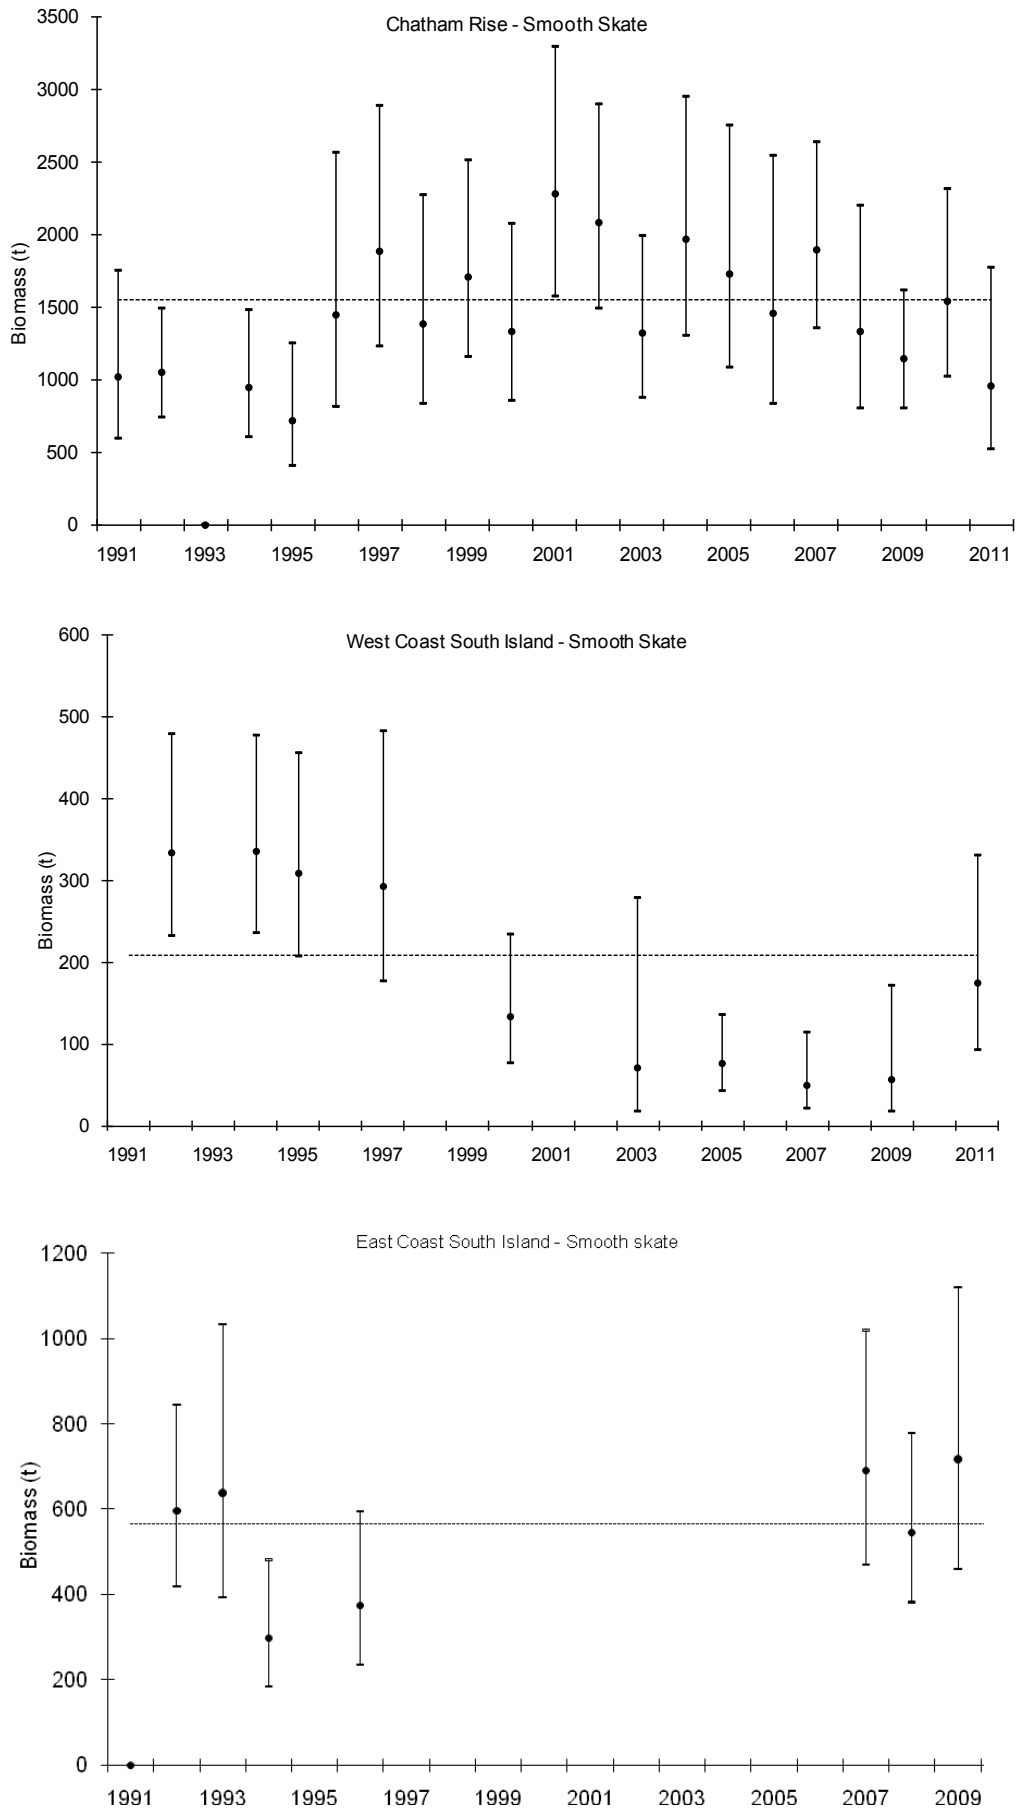 Chatham Rise - Smooth Skate
3500
3000
2500
2000
1500
1000
500
0
Biomass (t)
1991 1993 1995 1997 1999 2001 2003 2005 2007 2009 2011
West Coast South Island - Smooth Skate
600
500
400
300
200
100
0
Biomass (t)
1991 1993 1995 1997 1999 2001 2003 2005 2007 2009 2011
East Coast South Island - Smooth skate
1200
1000
800
600
400
200
0
Biomass (t)
1991 1993 1995 1997 1999 2001 2003 2005 2007 2009